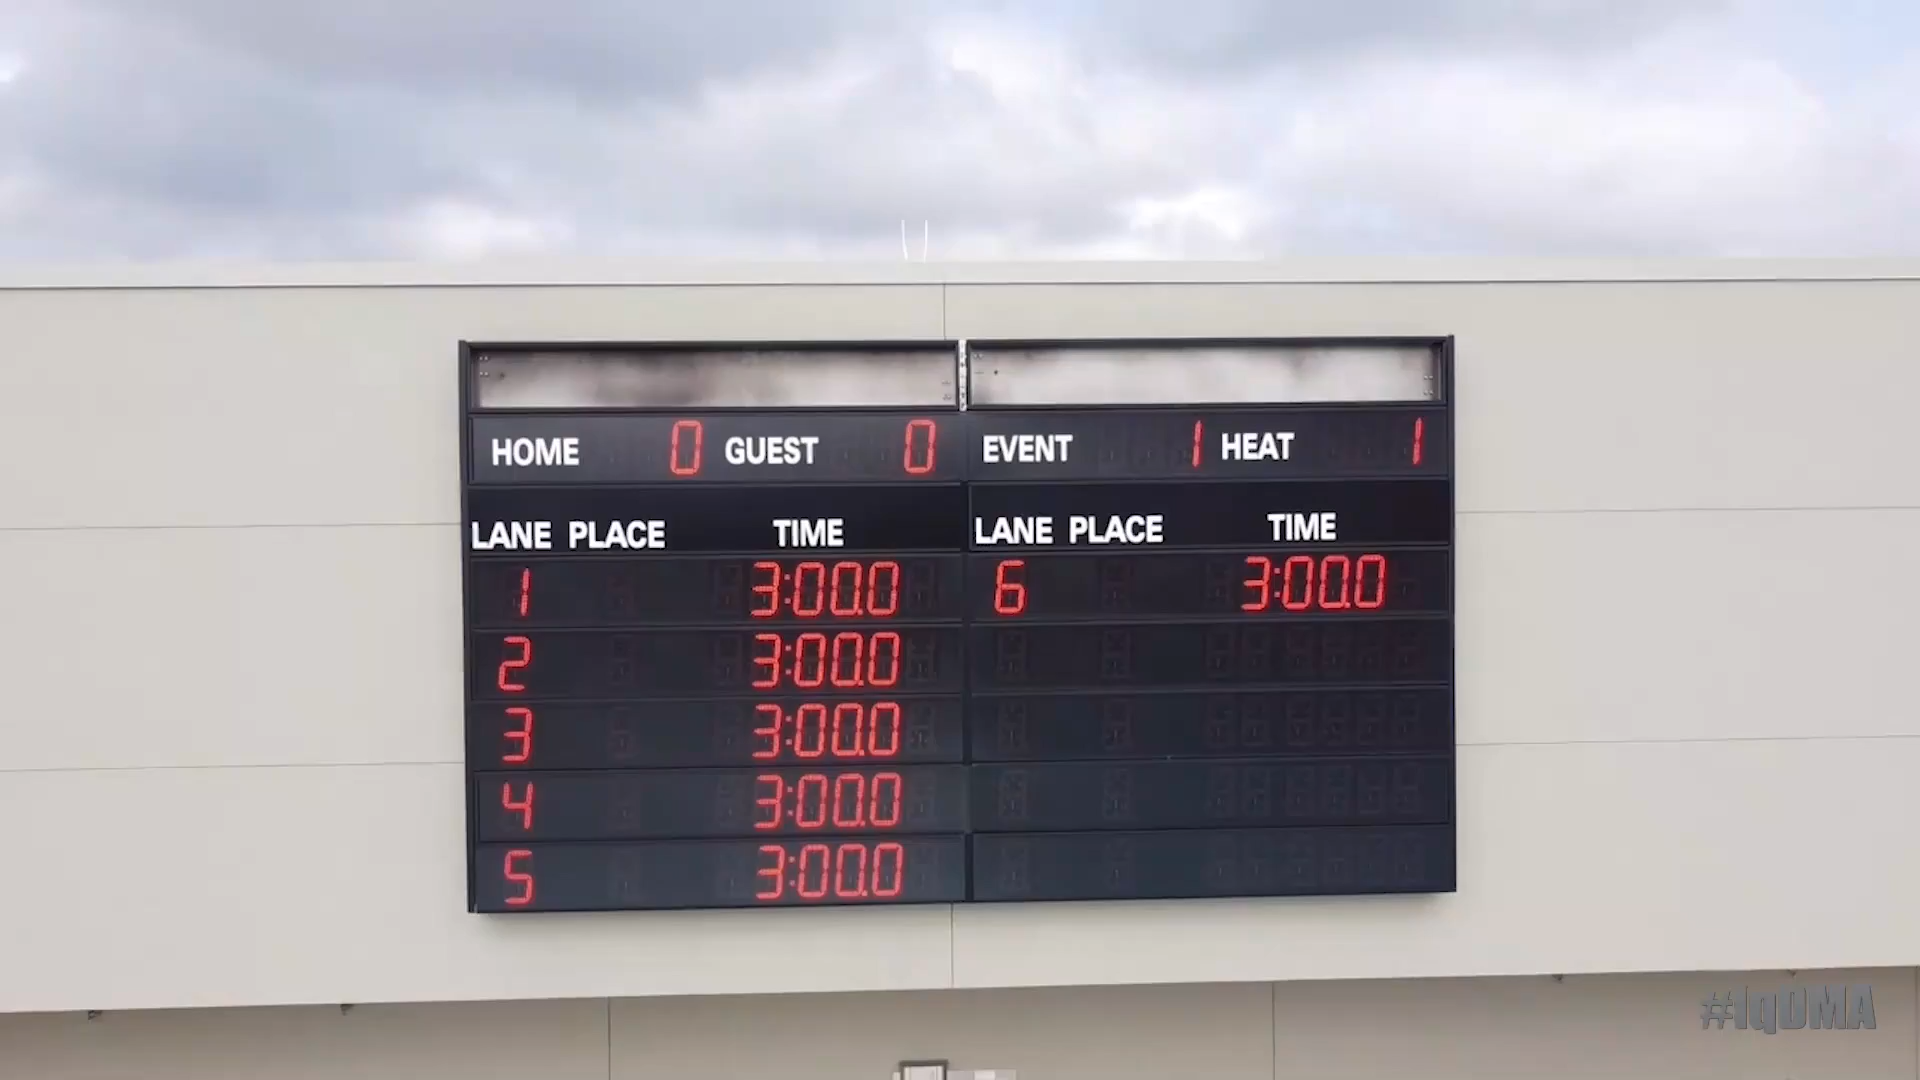 HOME 0 GUEST 0 EVENT 1 HEAT 1
LANE PLACE TIME
1 3:00.0
2 3:00.0
3 3:00.0
4 3:00.0
5 3:00.0
LANE PLACE TIME
6 3:00.0
#IqDMA